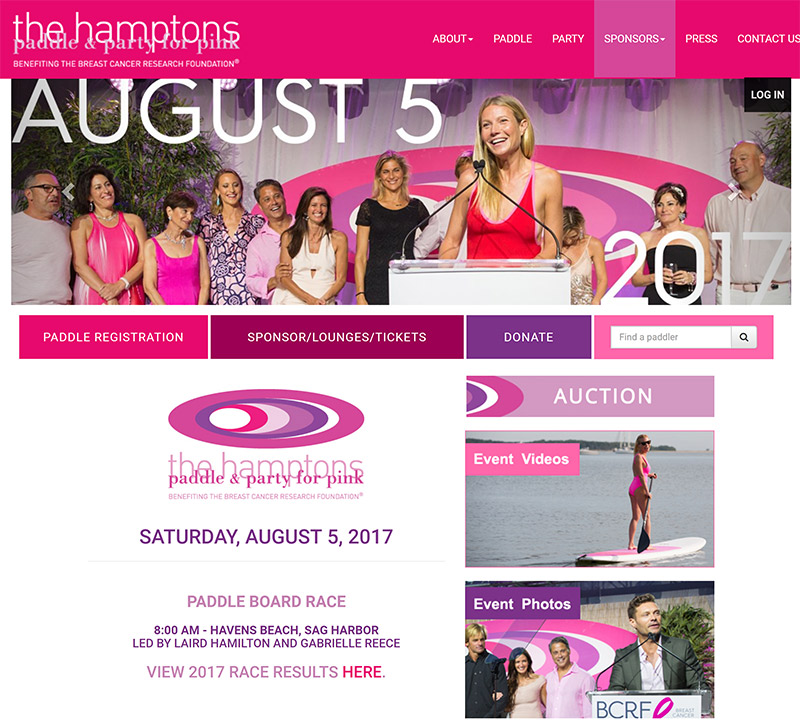 the hamptons
paddle & party for pink
BENEFITING THE BREAST CANCER RESEARCH FOUNDATION®
ABOUT
PADDLE
PARTY
SPONSORS
PRESS
CONTACT US
LOG IN
AUGUST 5
2017
PADDLE REGISTRATION
SPONSOR/LOUNGES/TICKETS
DONATE
Find a paddler
the hamptons
paddle & party for pink
BENEFITING THE BREAST CANCER RESEARCH FOUNDATION®
SATURDAY, AUGUST 5, 2017
PADDLE BOARD RACE
8:00 AM - HAVENS BEACH, SAG HARBOR
LED BY LAIRD HAMILTON AND GABRIELLE REECE
VIEW 2017 RACE RESULTS HERE.
AUCTION
Event Videos
Event Photos
BCRF
BREAST
CANCER